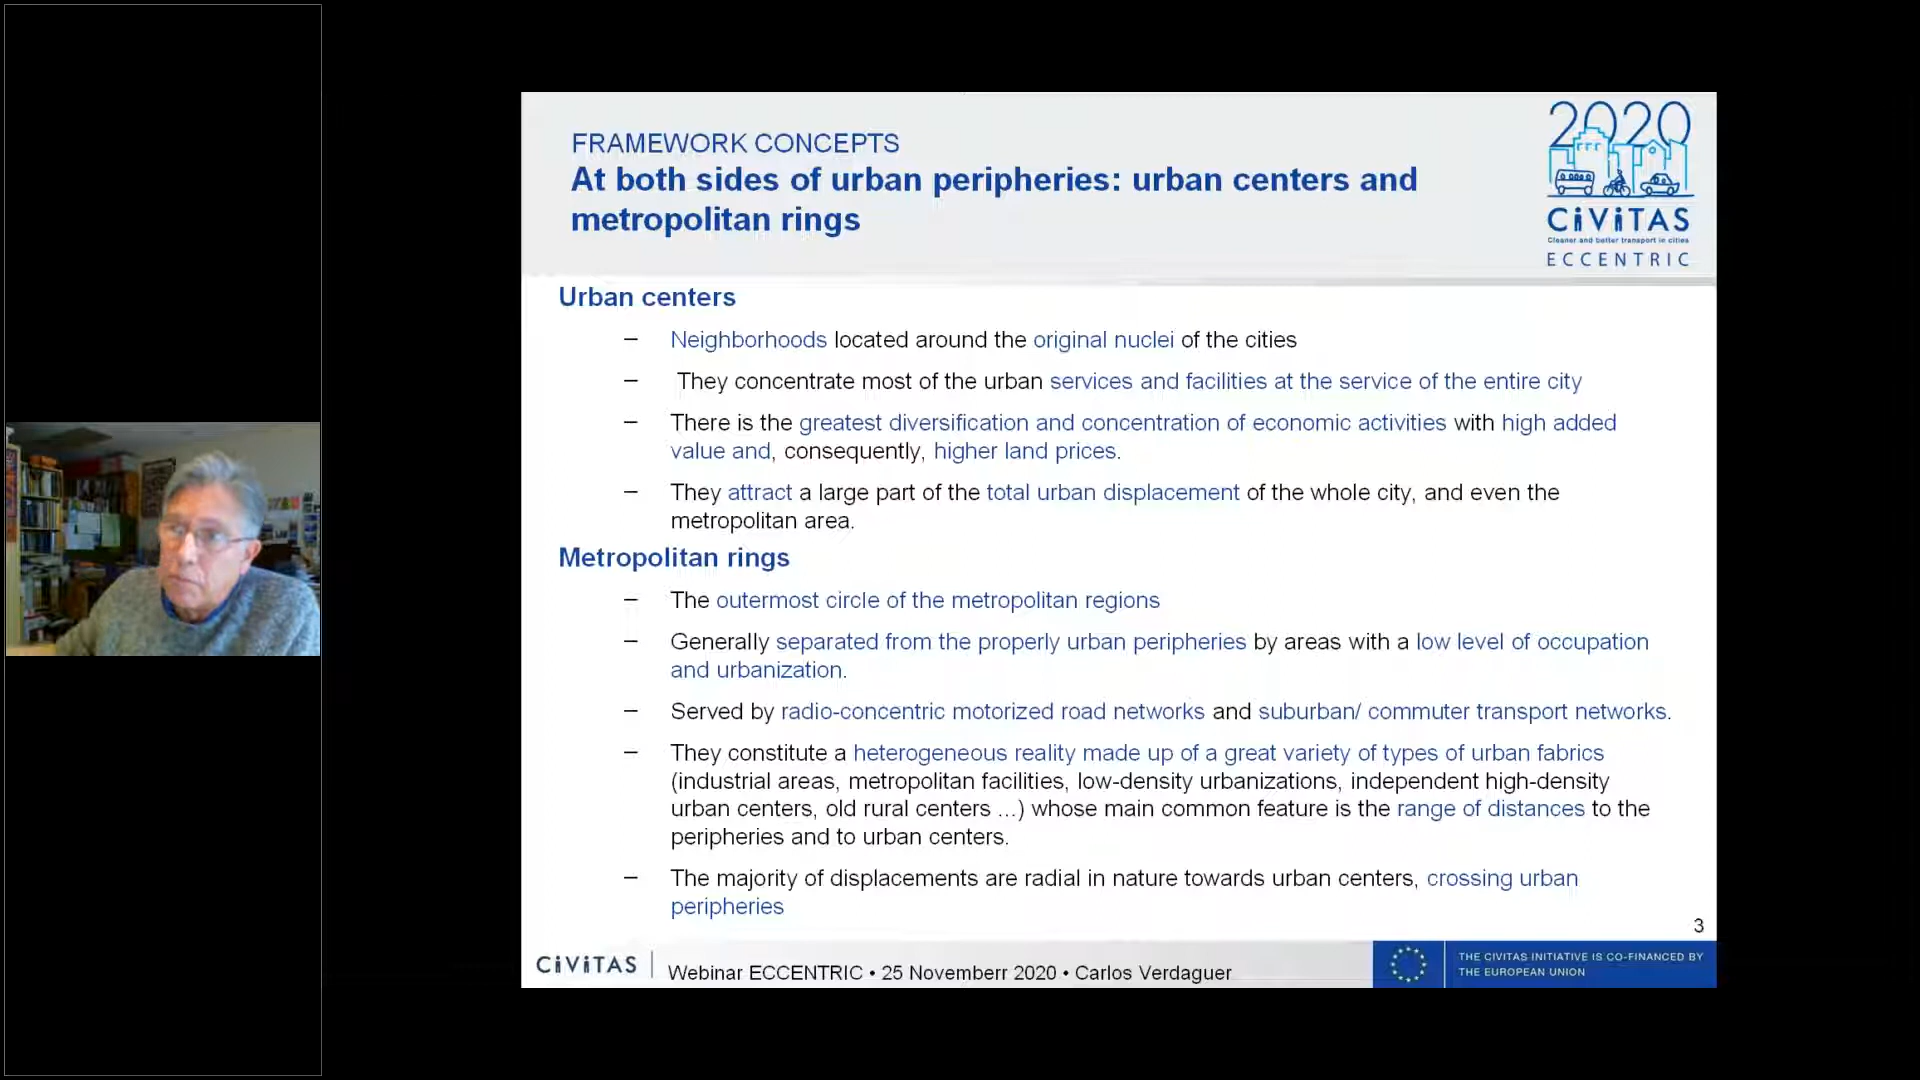 FRAMEWORK CONCEPTS
At both sides of urban peripheries: urban centers and
metropolitan rings
2020
CiViTAS
Cleaner and better transport in cities
ECCENTRIC
Urban centers
– Neighborhoods located around the original nuclei of the cities
– They concentrate most of the urban services and facilities at the service of the entire city
– There is the greatest diversification and concentration of economic activities with high added
value and, consequently, higher land prices.
– They attract a large part of the total urban displacement of the whole city, and even the
metropolitan area.
Metropolitan rings
– The outermost circle of the metropolitan regions
– Generally separated from the properly urban peripheries by areas with a low level of occupation
and urbanization.
– Served by radio-concentric motorized road networks and suburban/ commuter transport networks.
– They constitute a heterogeneous reality made up of a great variety of types of urban fabrics
(industrial areas, metropolitan facilities, low-density urbanizations, independent high-density
urban centers, old rural centers ...) whose main common feature is the range of distances to the
peripheries and to urban centers.
– The majority of displacements are radial in nature towards urban centers, crossing urban
peripheries
3
CiViTAS
Webinar ECCENTRIC • 25 Novemberr 2020 • Carlos Verdaguer
THE CIVITAS INITIATIVE IS CO-FINANCED BY
THE EUROPEAN UNION